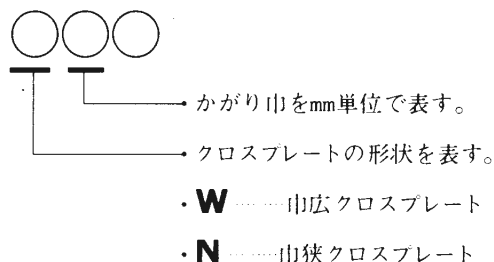 ○○○
・かがり巾をmm単位で表す。
・クロスプレートの形状を表す。
・W………巾広クロスプレート
・N………巾狭クロスプレート